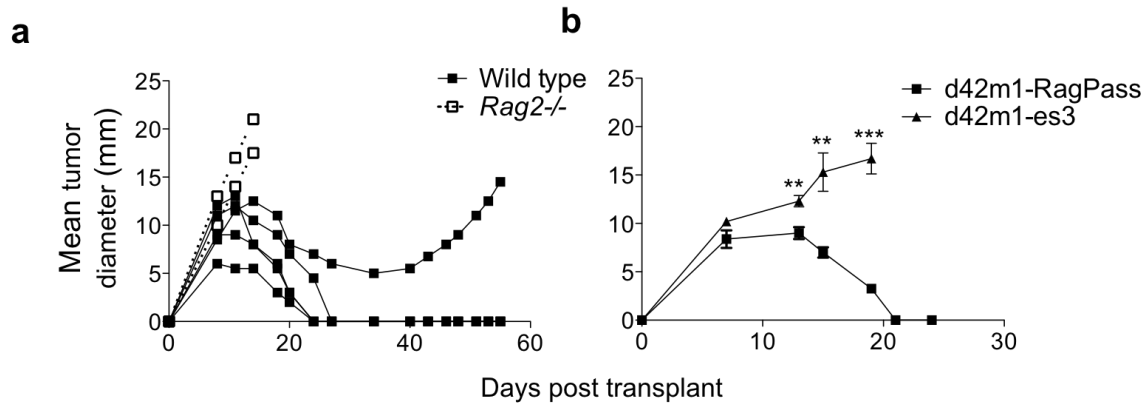 a
Mean tumor
diameter (mm)
25
20
15
10
5
0
0 20 40 60
Wild type
Rag2-/-
b
25
20
15
10
5
0
0 10 20 30
** ** ***
d42m1-RagPass
d42m1-es3
Days post transplant